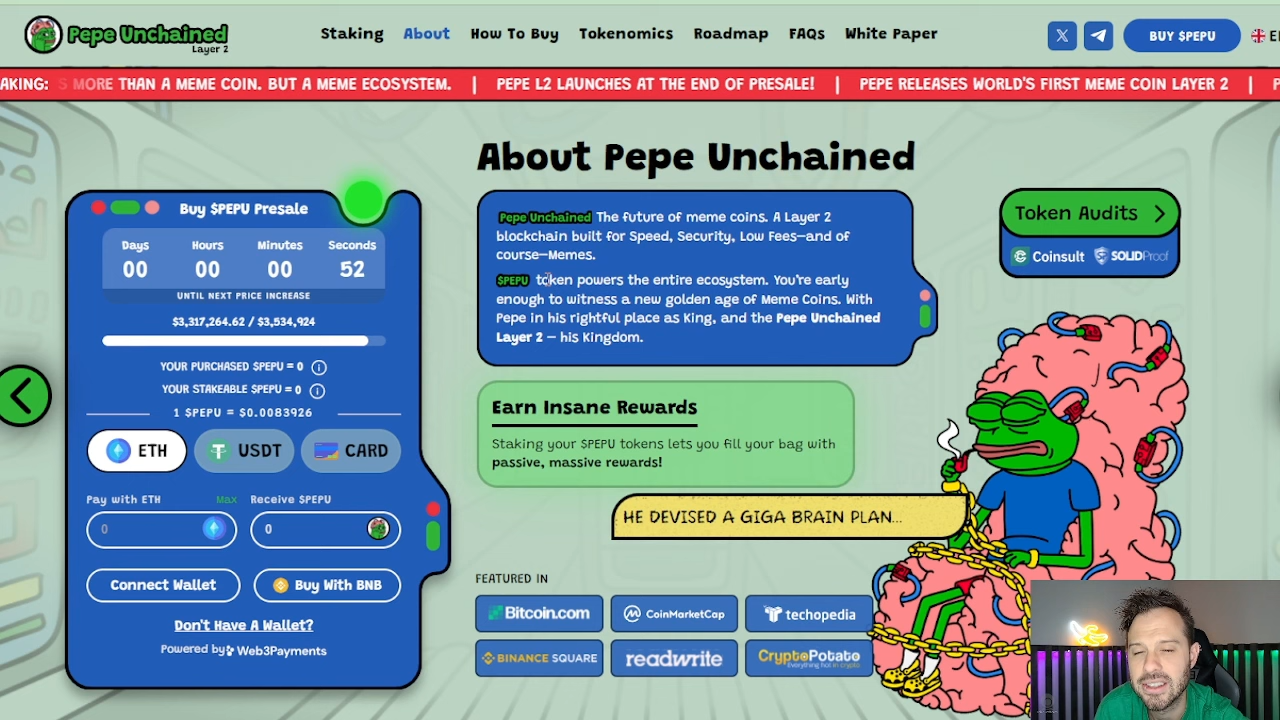 Pepe Unchained
Layer 2
Staking
About
How To Buy
Tokenomics
Roadmap
FAQs
White Paper
BUY $PEPU
AKING:
S MORE THAN A MEME COIN. BUT A MEME ECOSYSTEM. | PEPE L2 LAUNCHES AT THE END OF PRESALE! | PEPE RELEASES WORLD'S FIRST MEME COIN LAYER 2 |
About Pepe Unchained
Buy $PEPU Presale
Days Hours Minutes Seconds
00 00 00 52
UNTIL NEXT PRICE INCREASE
$3,317,264.62 / $3,534,924
YOUR PURCHASED $PEPU = 0
YOUR STAKEABLE $PEPU = 0
1 $PEPU = $0.0083926
ETH
USDT
CARD
Pay with ETH Max
Receive $PEPU
0
0
Connect Wallet
Buy With BNB
Don't Have A Wallet?
Powered by Web3Payments
Pepe Unchained The future of meme coins. A Layer 2
blockchain built for Speed, Security, Low Fees—and of
course—Memes.
$PEPU token powers the entire ecosystem. You're early
enough to witness a new golden age of Meme Coins. With
Pepe in his rightful place as King, and the Pepe Unchained
Layer 2 – his Kingdom.
Earn Insane Rewards
Staking your $PEPU tokens lets you fill your bag with
passive, massive rewards!
HE DEVISED A GIGA BRAIN PLAN...
FEATURED IN
Bitcoin.com
CoinMarketCap
techopedia
BINANCE SQUARE
readwrite
CryptoPotato
Everything hot in crypto
Token Audits
Coinsult
SOLIDProof